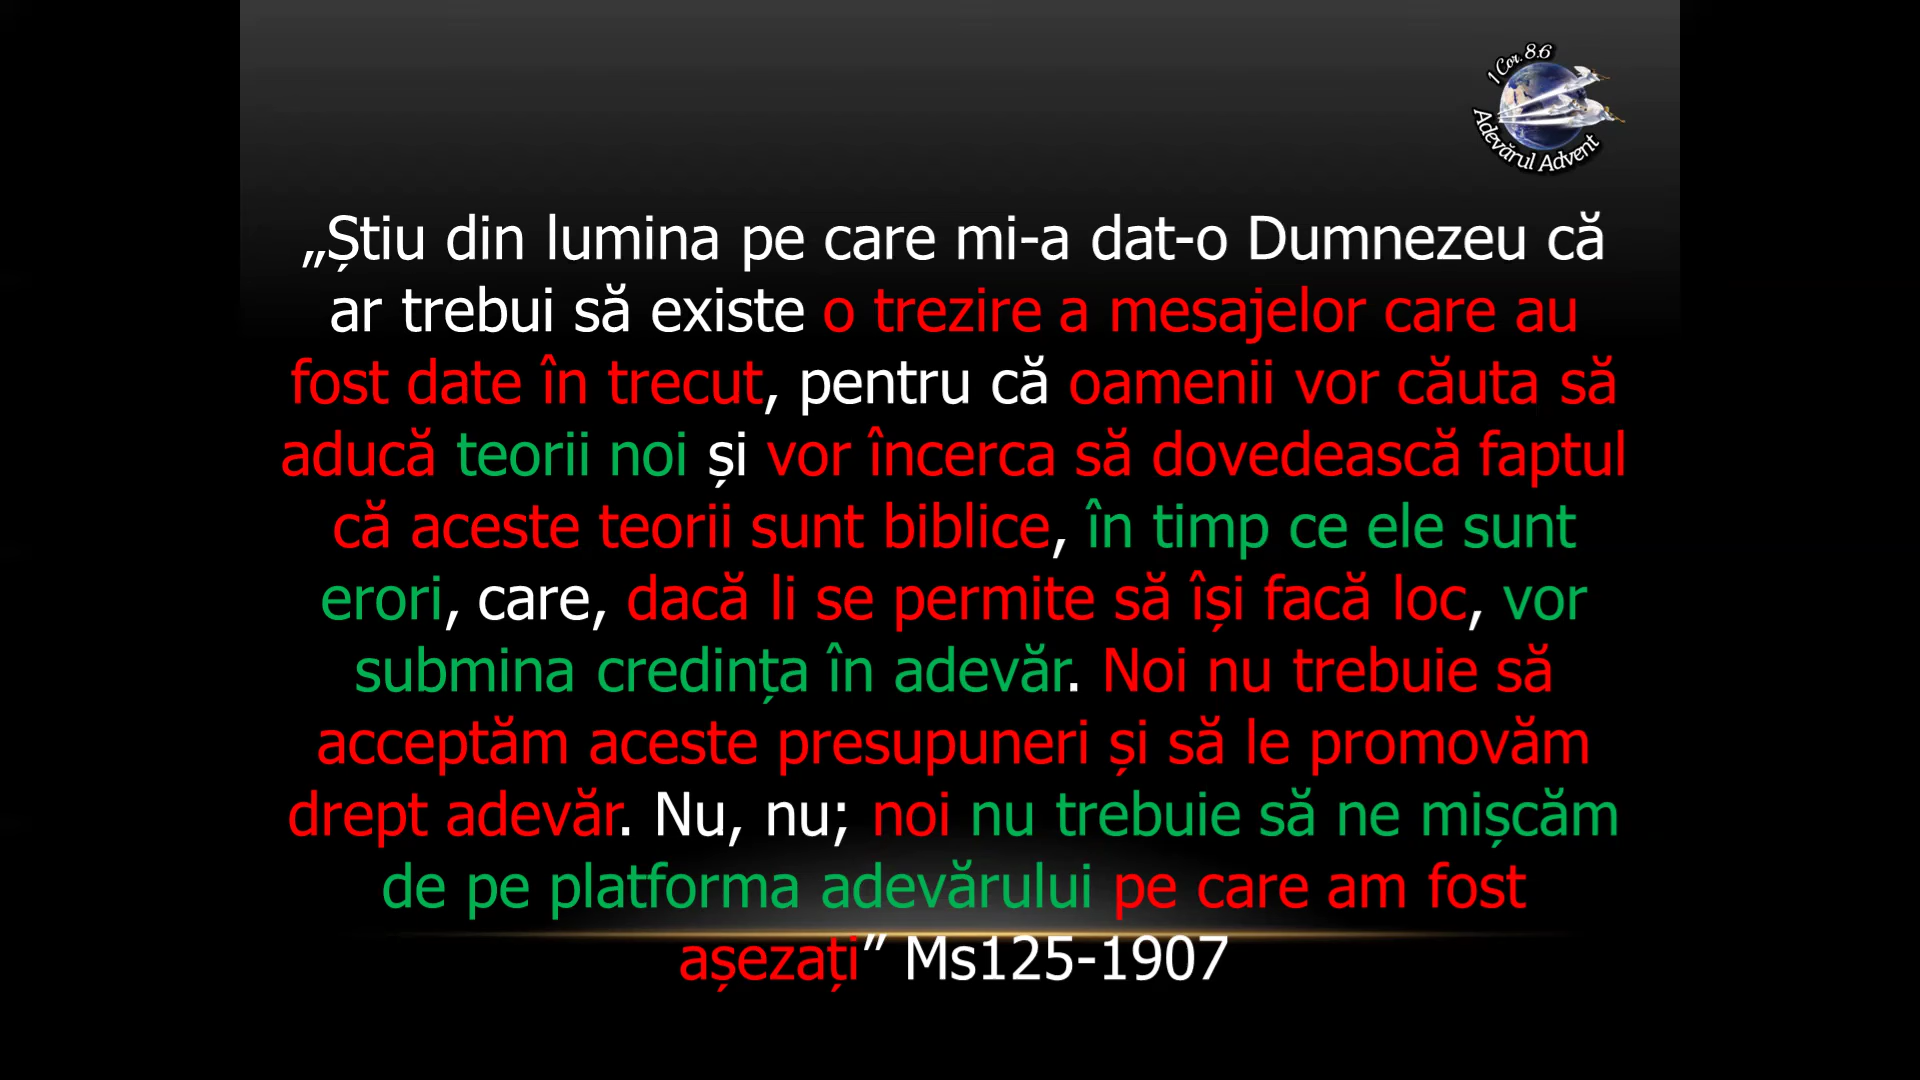 1 Cor. 8:6
Adevărul Advent
„Știu din lumina pe care mi-a dat-o Dumnezeu că
ar trebui să existe o trezire a mesajelor care au
fost date în trecut, pentru că oamenii vor căuta să
aducă teorii noi și vor încerca să dovedească faptul
că aceste teorii sunt biblice, în timp ce ele sunt
erori, care, dacă li se permite să își facă loc, vor
submina credința în adevăr. Noi nu trebuie să
acceptăm aceste presupuneri și să le promovăm
drept adevăr. Nu, nu; noi nu trebuie să ne mișcăm
de pe platforma adevărului pe care am fost
așezați” Ms125-1907